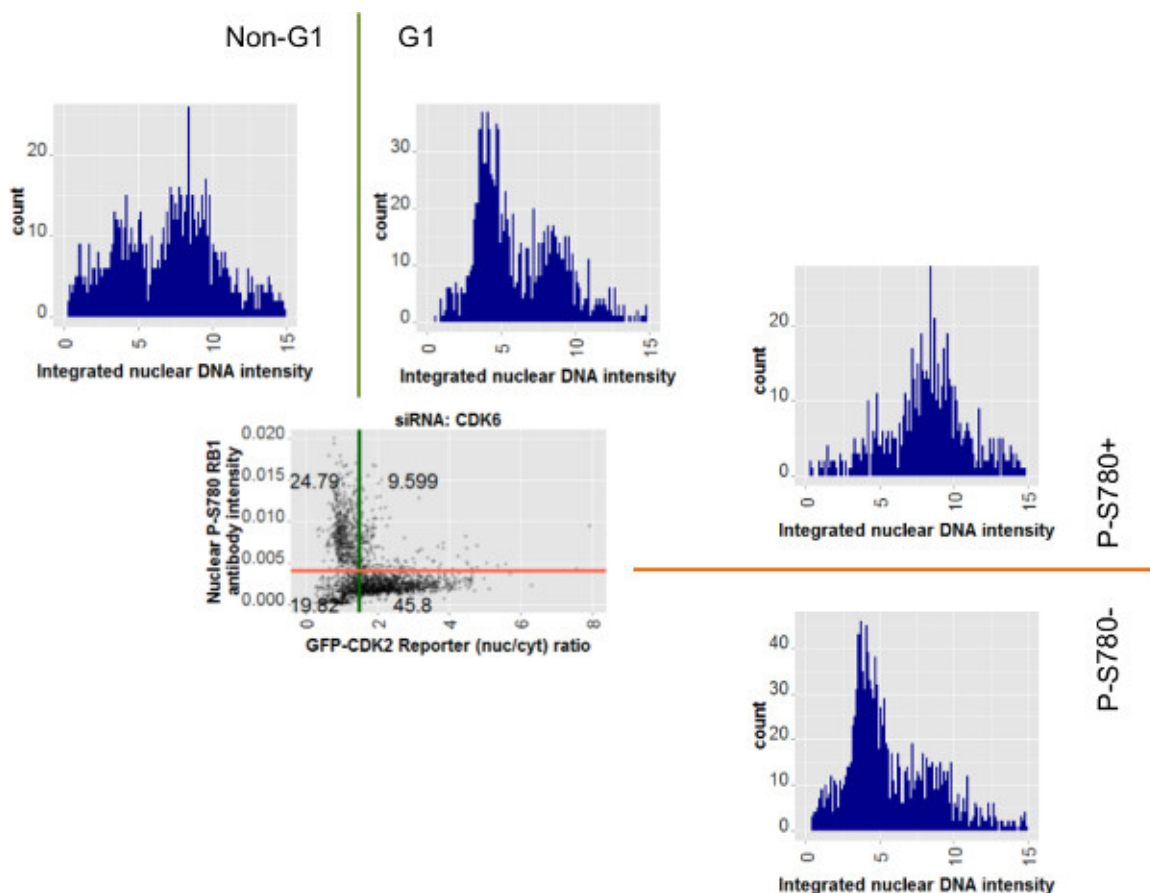 Non-G1
G1
count
20
10
0
0
5
10
15
Integrated nuclear DNA intensity
count
30
20
10
0
0
5
10
15
Integrated nuclear DNA intensity
siRNA: CDK6
Nuclear P-S780 RB1
antibody intensity
0.020
0.015
0.010
0.005
0.000
24.79
9.599
19.82
45.8
0
2
4
6
8
GFP-CDK2 Reporter (nuc/cyt) ratio
count
20
10
0
0
5
10
15
Integrated nuclear DNA intensity
P-S780+
count
40
30
20
10
0
0
5
10
15
Integrated nuclear DNA intensity
P-S780-